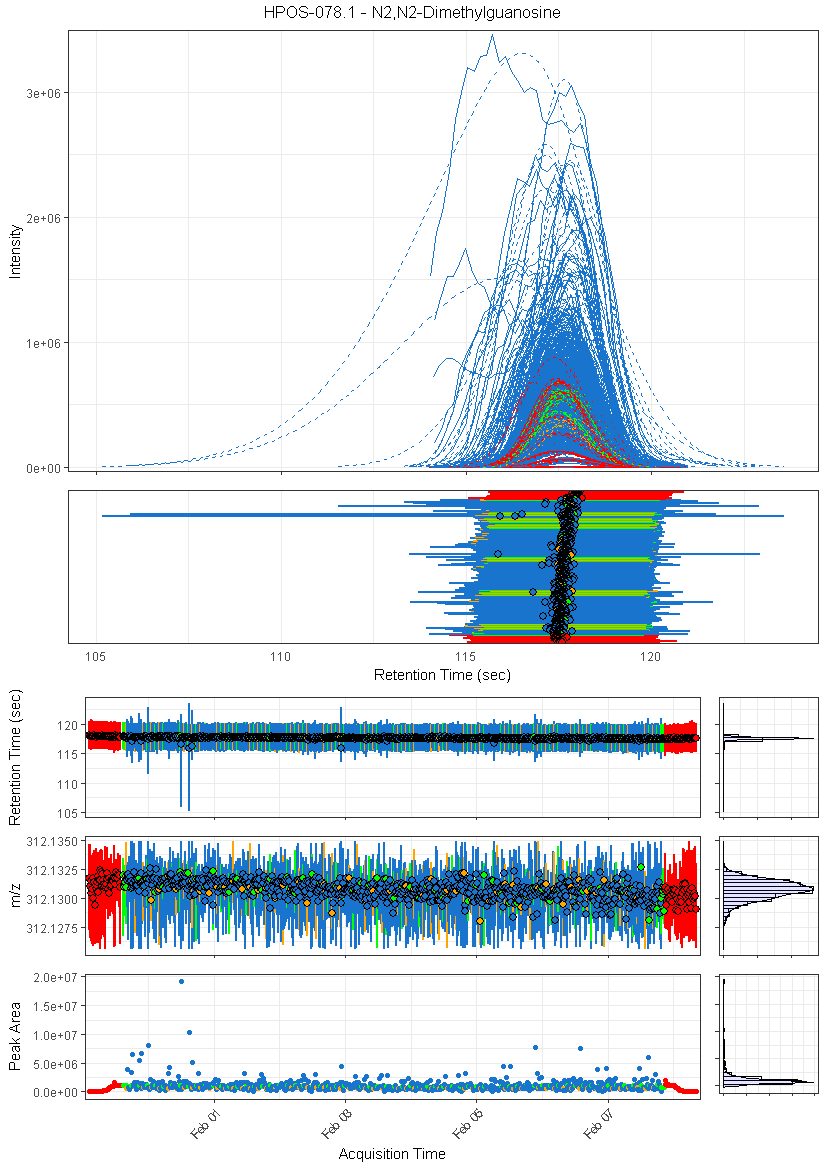 HPOS-078.1 - N2,N2-Dimethylguanosine
Intensity
3e+06
2e+06
1e+06
0e+00
105
110
115
120
Retention Time (sec)
Retention Time (sec)
120
115
110
105
m/z
312.1350
312.1325
312.1300
312.1275
Peak Area
2.0e+07
1.5e+07
1.0e+07
5.0e+06
0.0e+00
Feb 01
Feb 03
Feb 05
Feb 07
Acquisition Time